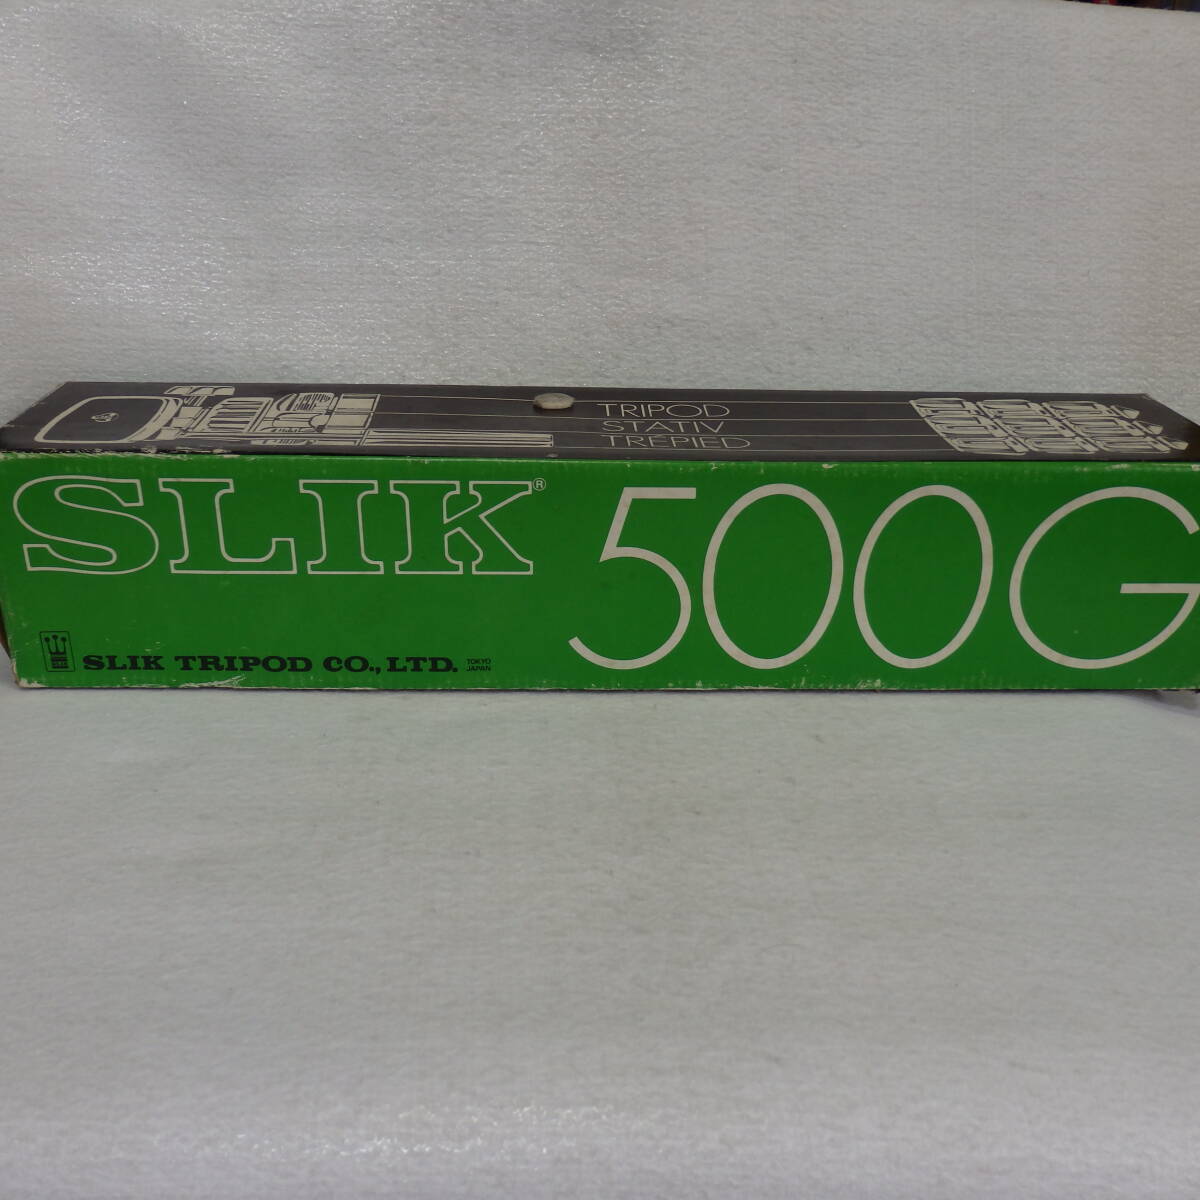 TRIPOD
STATIV
TRÉPIED
SLIK® 500G
SLIK TRIPOD CO., LTD. TOKYO
JAPAN